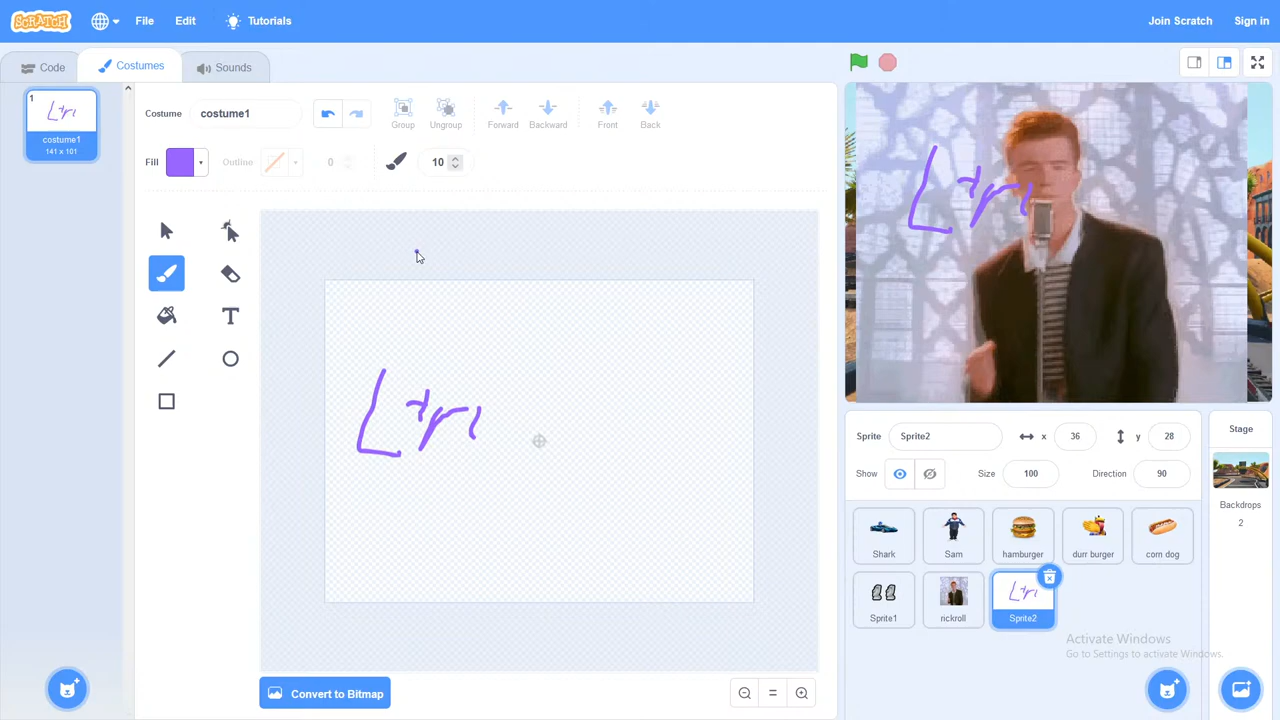 SCRATCH File Edit Tutorials Join Scratch Sign in
Code Costumes Sounds
1
costume1
141 x 101
Costume costume1 Group Ungroup Forward Backward Front Back
Fill Outline 0 10
Convert to Bitmap
Sprite Sprite2 x 36 y 28
Show Size 100 Direction 90
Shark Sam hamburger durr burger corn dog
Sprite1 rickroll Sprite2
Stage
Backdrops
2
Activate Windows
Go to Settings to activate Windows.